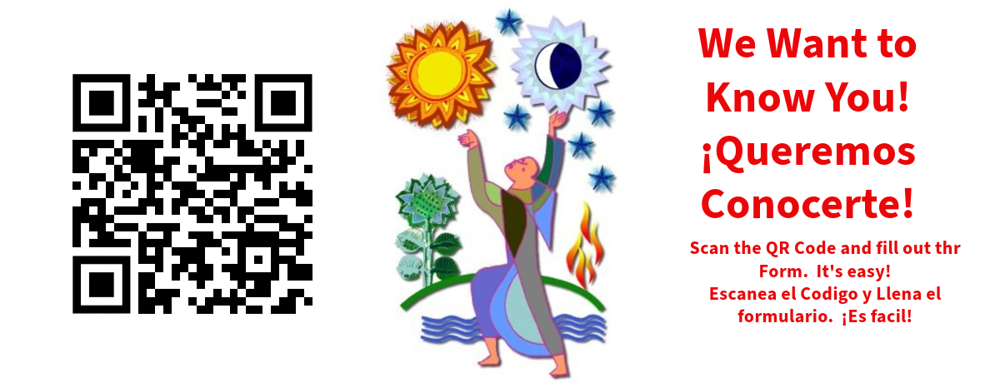 We Want to
Know You!
¡Queremos
Conocerte!
Scan the QR Code and fill out thr
Form.  It's easy!
Escanea el Codigo y Llena el
formulario.  ¡Es facil!